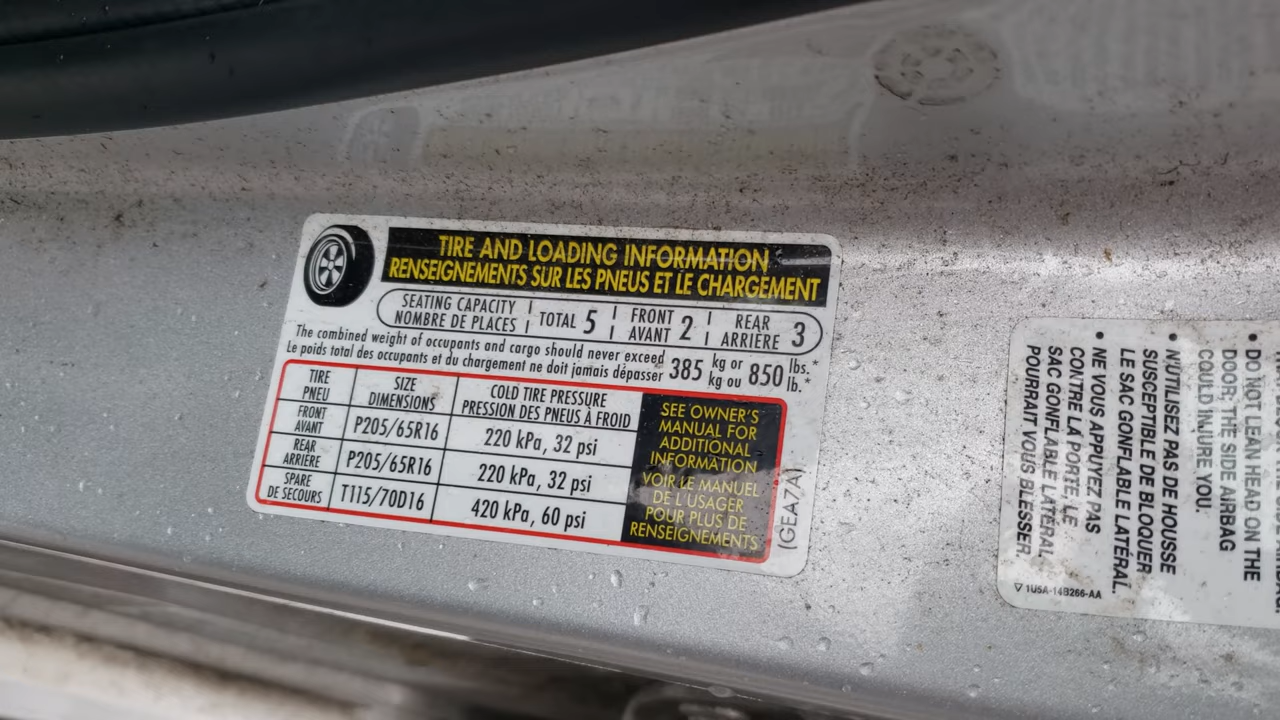 TIRE AND LOADING INFORMATION
RENSEIGNEMENTS SUR LES PNEUS ET LE CHARGEMENT
SEATING CAPACITY
NOMBRE DE PLACES
TOTAL 5
FRONT
AVANT 2
REAR
ARRIÈRE 3
The combined weight of occupants and cargo should never exceed 385 kg or 850 lbs.*
Le poids total des occupants et du chargement ne doit jamais dépasser 385 kg ou 850 lb.*
TIRE
PNEU
SIZE
DIMENSIONS
COLD TIRE PRESSURE
PRESSION DES PNEUS À FROID
FRONT
AVANT
P205/65R16
220 kPa, 32 psi
REAR
ARRIÈRE
P205/65R16
220 kPa, 32 psi
SPARE
DE SECOURS
T115/70D16
420 kPa, 60 psi
SEE OWNER'S
MANUAL FOR
ADDITIONAL
INFORMATION
VOIR LE MANUEL
DE L'USAGER
POUR PLUS DE
RENSEIGNEMENTS
(GEA7A)
• DO NOT LEAN HEAD ON THE
DOOR; THE SIDE AIRBAG
COULD INJURE YOU.
• N'UTILISEZ PAS DE HOUSSE
SUSCEPTIBLE DE BLOQUER
LE SAC GONFLABLE LATÉRAL.
• NE VOUS APPUYEZ PAS
CONTRE LA PORTE, LE
SAC GONFLABLE LATÉRAL
POURRAIT VOUS BLESSER.
1U5A-14B266-AA